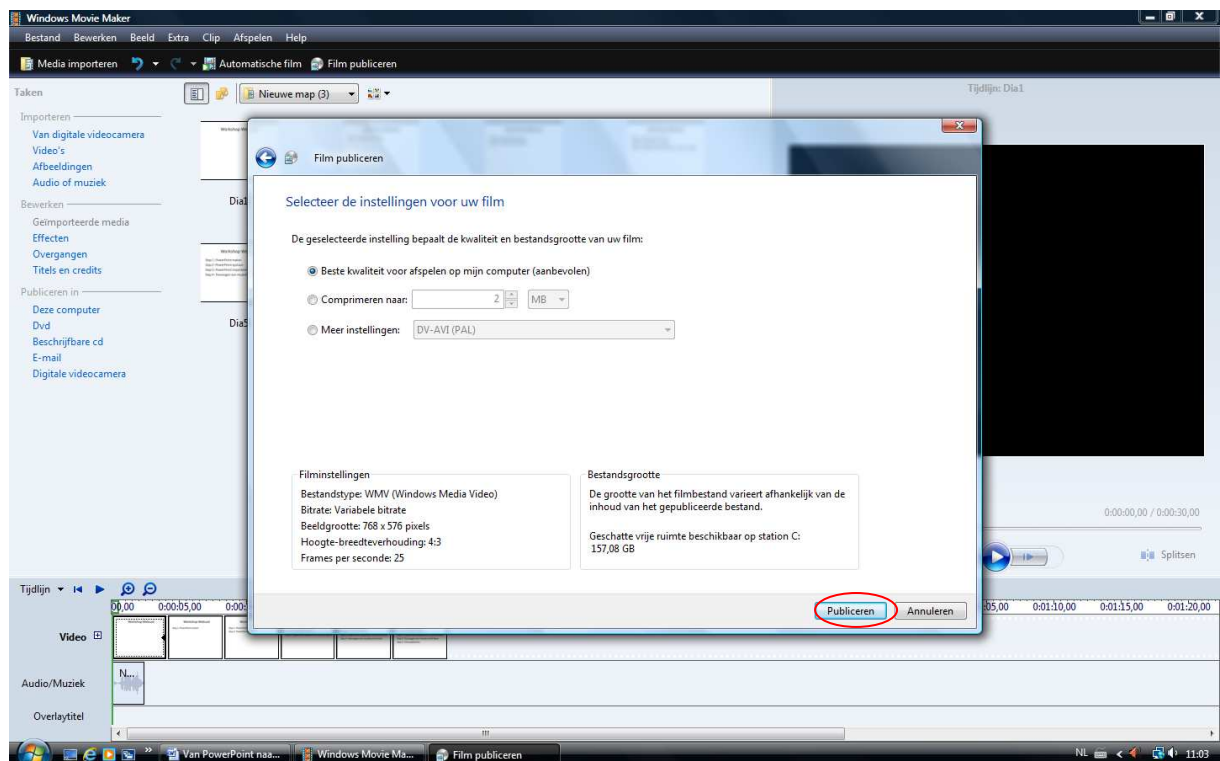 Windows Movie Maker
Bestand Bewerken Beeld Extra Clip Afspelen Help
Media importeren Automatische film Film publiceren
Taken
Nieuwe map (3)
Tijdlijn: Dia1
Importeren
Van digitale videocamera
Video's
Afbeeldingen
Audio of muziek
Bewerken
Geïmporteerde media
Effecten
Overgangen
Titels en credits
Publiceren in
Deze computer
Dvd
Beschrijfbare cd
E-mail
Digitale videocamera
Dia1
Dia5
Film publiceren
Selecteer de instellingen voor uw film
De geselecteerde instelling bepaalt de kwaliteit en bestandsgrootte van uw film:
Beste kwaliteit voor afspelen op mijn computer (aanbevolen)
Comprimeren naar: 2 MB
Meer instellingen: DV-AVI (PAL)
Filminstellingen
Bestandstype: WMV (Windows Media Video)
Bitrate: Variabele bitrate
Beeldgrootte: 768 x 576 pixels
Hoogte-breedteverhouding: 4:3
Frames per seconde: 25
Bestandsgrootte
De grootte van het filmbestand varieert afhankelijk van de
inhoud van het gepubliceerde bestand.
Geschatte vrije ruimte beschikbaar op station C:
157,08 GB
Publiceren Annuleren
0:00:00,00 / 0:00:30,00
Splitsen
Tijdlijn
00,00 0:00:05,00 0:00: :05,00 0:01:10,00 0:01:15,00 0:01:20,00
Video
Audio/Muziek N...
Overlaytitel
Van PowerPoint naa... Windows Movie Ma... Film publiceren NL 11:03